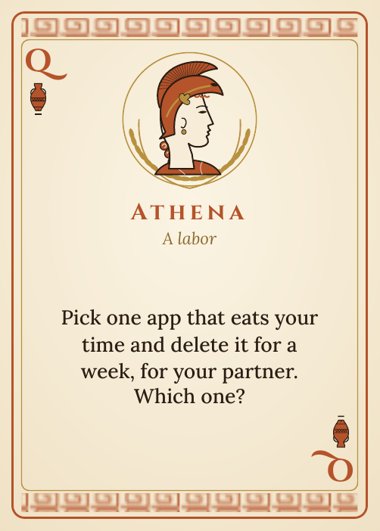 Q
ATHENA
A labor
Pick one app that eats your
time and delete it for a
week, for your partner.
Which one?
Q